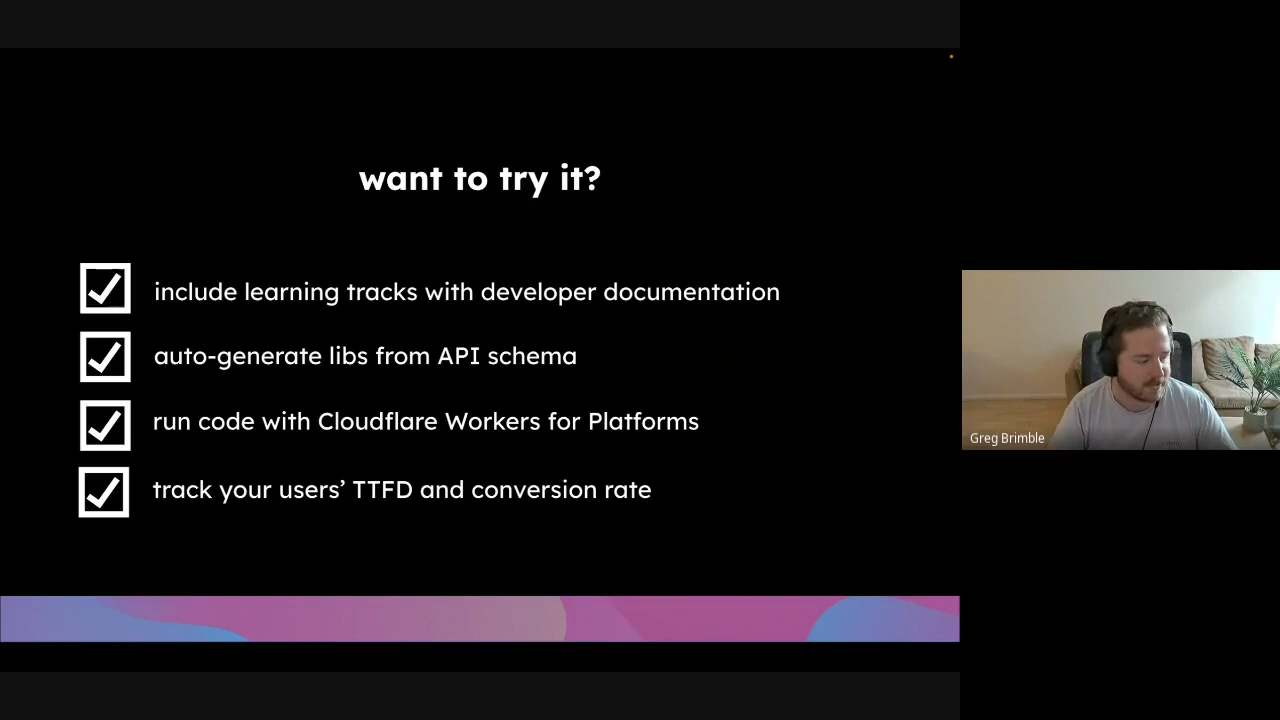 want to try it?
include learning tracks with developer documentation
auto-generate libs from API schema
run code with Cloudflare Workers for Platforms
track your users’ TTFD and conversion rate
Greg Brimble